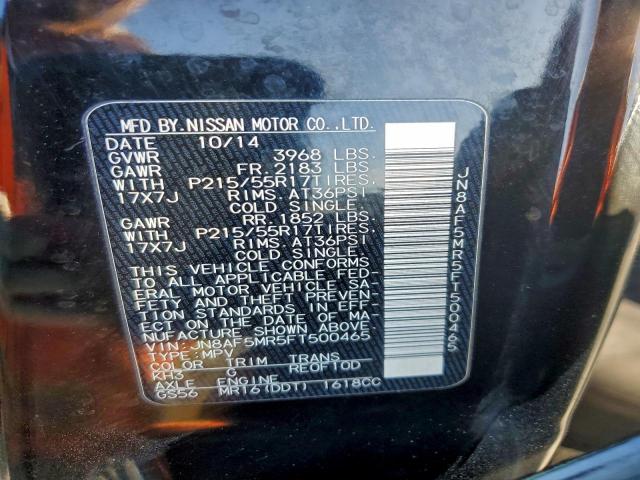 MFD BY.NISSAN MOTOR CO.,LTD.
DATE 10/14
GVWR 3968 LBS.
GAWR FR. 2183 LBS
WITH P215/55R17TIRES.
17X7J RIMS AT36PSI
COLD SINGLE.
GAWR RR. 1852 LBS.
WITH P215/55R17TIRES.
17X7J RIMS AT36PSI
COLD SINGLE.
THIS VEHICLE CONFORMS
TO ALL APPLICABLE FED-
ERAL MOTOR VEHICLE SA-
FETY AND THEFT PREVEN-
TION STANDARDS IN EFF-
ECT ON THE DATE OF MA-
NUFACTURE SHOWN ABOVE
VIN:JN8AF5MR5FT500465
TYPE:MPV
COLOR TRIM TRANS
KH3 C RE0FT0D
AXLE ENGINE
GS56 MR16(DDT) 1618CC
JN8AF5MR5FT500465